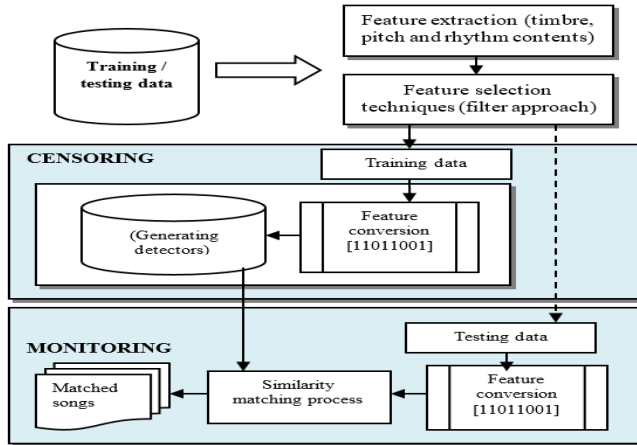 Training /
testing data
Feature extraction (timbre,
pitch and rhythm contents)
Feature selection
techniques (filter approach)
CENSORING
Training data
(Generating
detectors)
Feature
conversion
[11011001]
MONITORING
Testing data
Matched
songs
Similarity
matching process
Feature
conversion
[11011001]